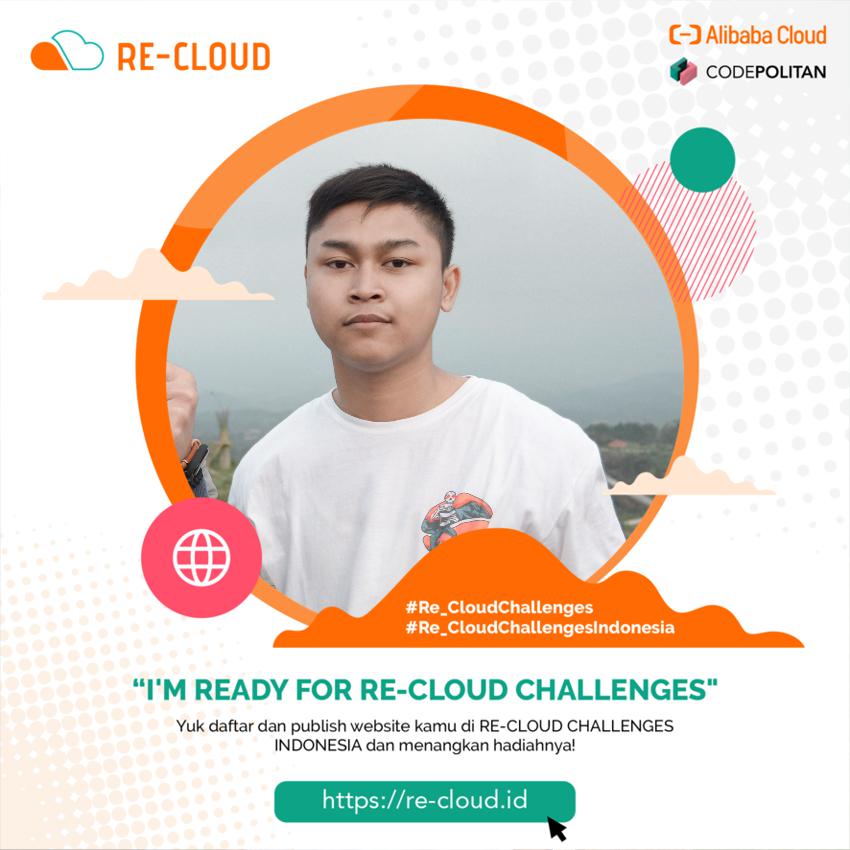 RE-CLOUD
Alibaba Cloud
CODEPOLITAN
#Re_CloudChallenges
#Re_CloudChallengesIndonesia
“I'M READY FOR RE-CLOUD CHALLENGES"
Yuk daftar dan publish website kamu di RE-CLOUD CHALLENGES
INDONESIA dan menangkan hadiahnya!
https://re-cloud.id